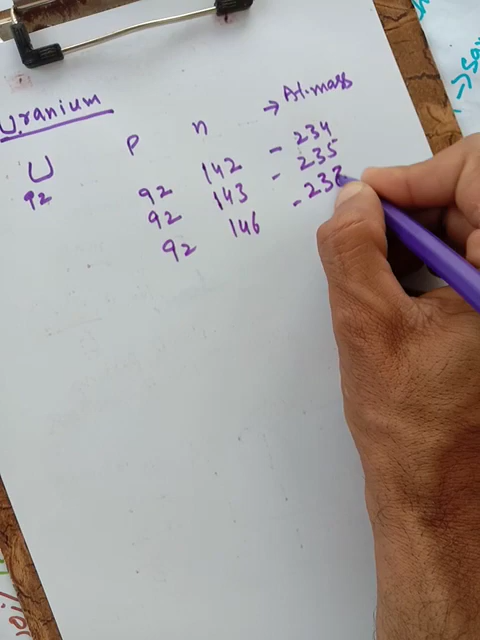 Uranium
p n → At.mass
U
92
92 142 - 234
92 143 - 235
92 146 - 238